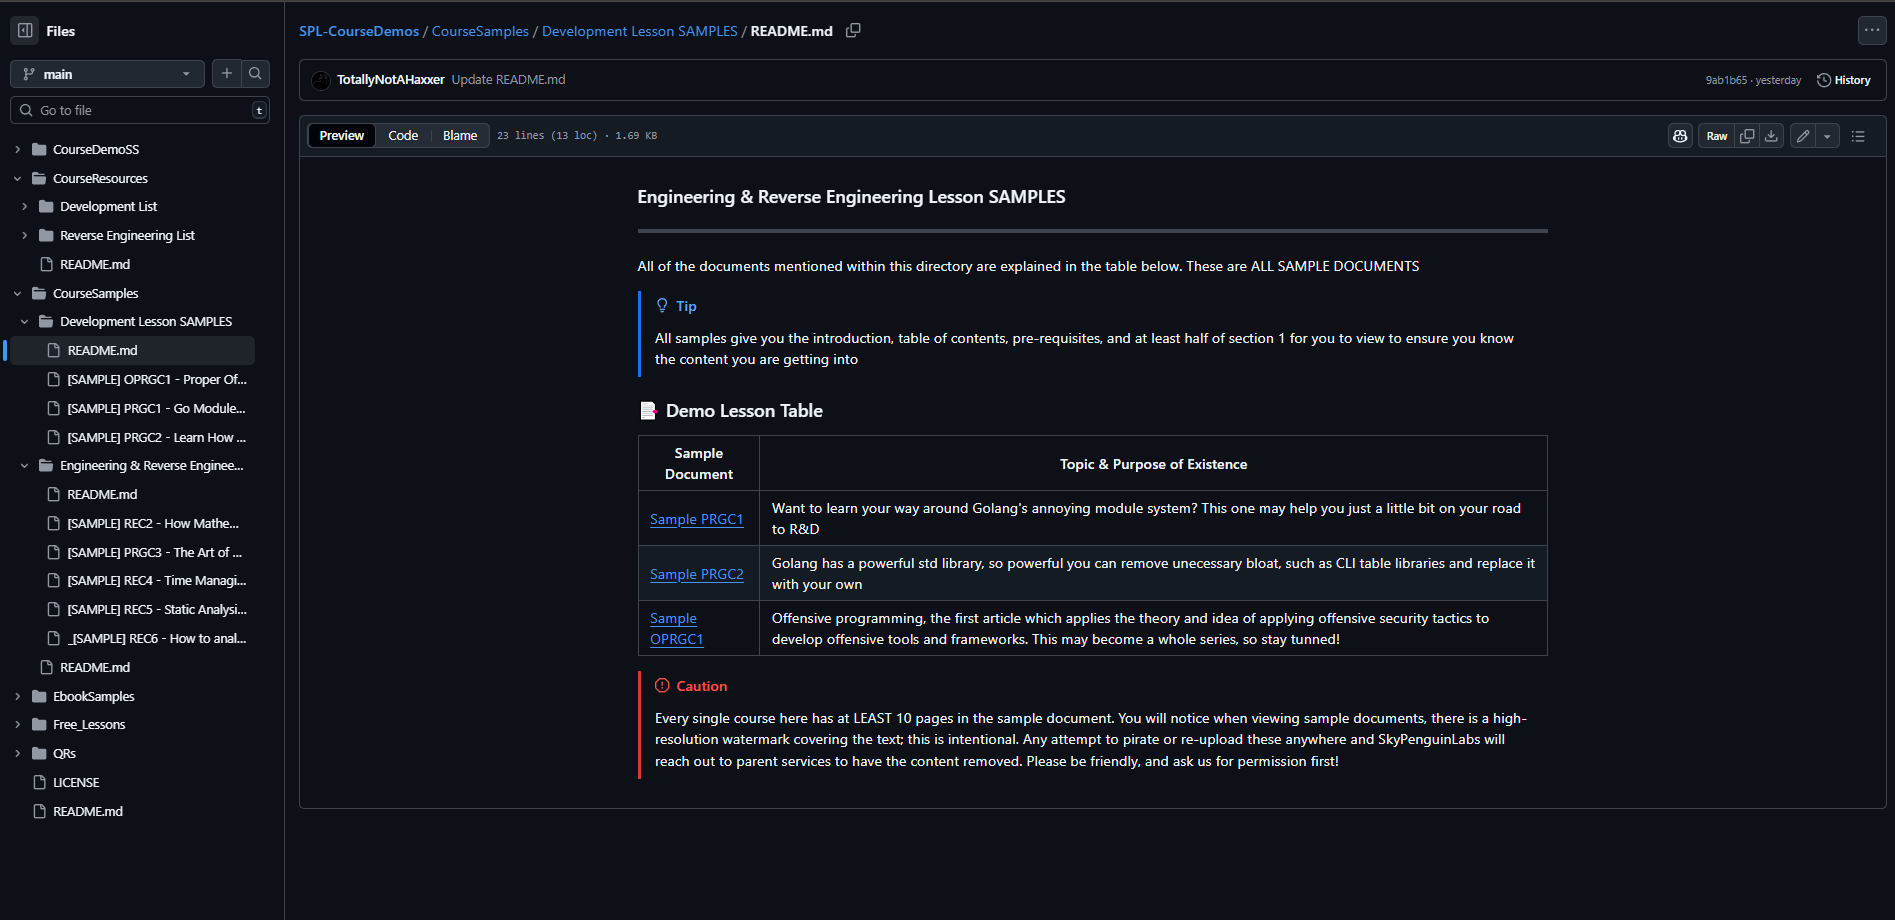 Files
main
Go to file
t
CourseDemoSS
CourseResources
Development List
Reverse Engineering List
README.md
CourseSamples
Development Lesson SAMPLES
README.md
[SAMPLE] OPRGC1 - Proper Of...
[SAMPLE] PRGC1 - Go Module...
[SAMPLE] PRGC2 - Learn How ...
Engineering & Reverse Enginee...
README.md
[SAMPLE] REC2 - How Mathe...
[SAMPLE] PRGC3 - The Art of ...
[SAMPLE] REC4 - Time Managi...
[SAMPLE] REC5 - Static Analysi...
_[SAMPLE] REC6 - How to anal...
README.md
EbookSamples
Free_Lessons
QRs
LICENSE
README.md
SPL-CourseDemos / CourseSamples / Development Lesson SAMPLES / README.md
TotallyNotAHaxxer Update README.md
9ab1b65 · yesterday
History
Preview Code Blame 23 lines (13 loc) · 1.69 KB
Raw
Engineering & Reverse Engineering Lesson SAMPLES
All of the documents mentioned within this directory are explained in the table below. These are ALL SAMPLE DOCUMENTS
Tip
All samples give you the introduction, table of contents, pre-requisites, and at least half of section 1 for you to view to ensure you know
the content you are getting into
Demo Lesson Table
Sample
Document
Topic & Purpose of Existence
Sample PRGC1
Want to learn your way around Golang's annoying module system? This one may help you just a little bit on your road
to R&D
Sample PRGC2
Golang has a powerful std library, so powerful you can remove unecessary bloat, such as CLI table libraries and replace it
with your own
Sample
OPRGC1
Offensive programming, the first article which applies the theory and idea of applying offensive security tactics to
develop offensive tools and frameworks. This may become a whole series, so stay tunned!
Caution
Every single course here has at LEAST 10 pages in the sample document. You will notice when viewing sample documents, there is a high-
resolution watermark covering the text; this is intentional. Any attempt to pirate or re-upload these anywhere and SkyPenguinLabs will
reach out to parent services to have the content removed. Please be friendly, and ask us for permission first!